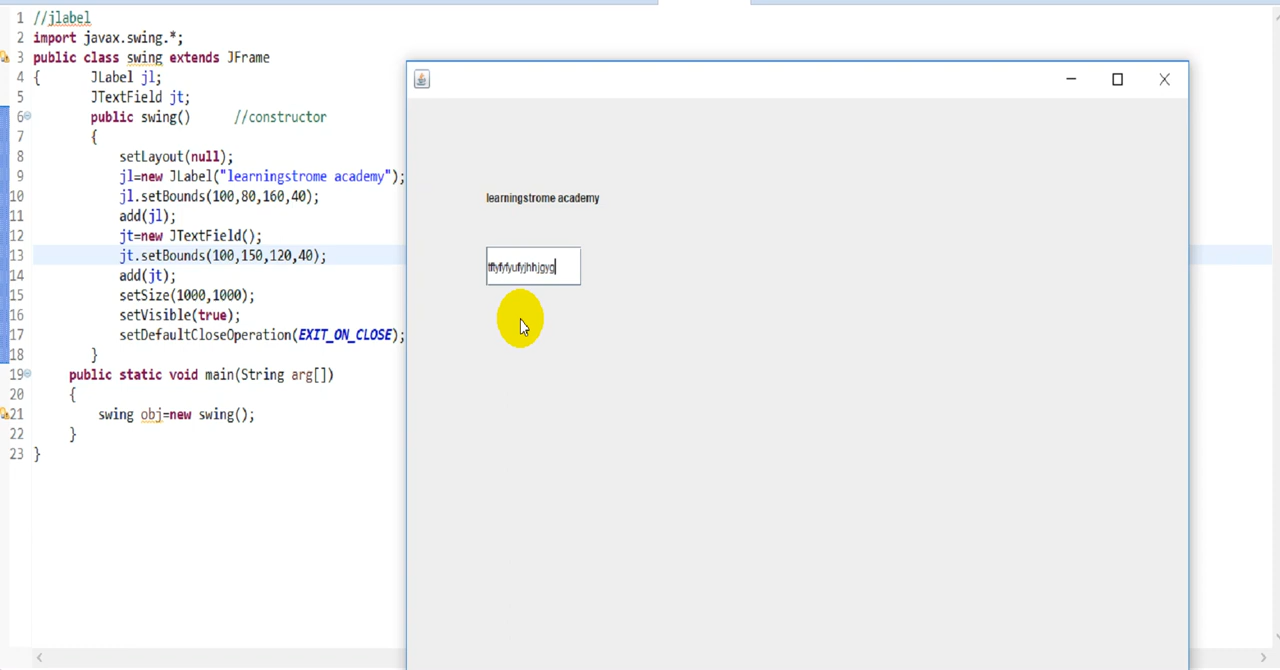 1 //jlabel
2 import javax.swing.*;
3 public class swing extends JFrame
4 { JLabel jl;
5 JTextField jt;
6 public swing() //constructor
7 {
8 setLayout(null);
9 jl=new JLabel("learningstrome academy");
10 jl.setBounds(100,80,160,40);
11 add(jl);
12 jt=new JTextField();
13 jt.setBounds(100,150,120,40);
14 add(jt);
15 setSize(1000,1000);
16 setVisible(true);
17 setDefaultCloseOperation(EXIT_ON_CLOSE);
18 }
19 public static void main(String arg[])
20 {
21 swing obj=new swing();
22 }
23 }
learningstrome academy